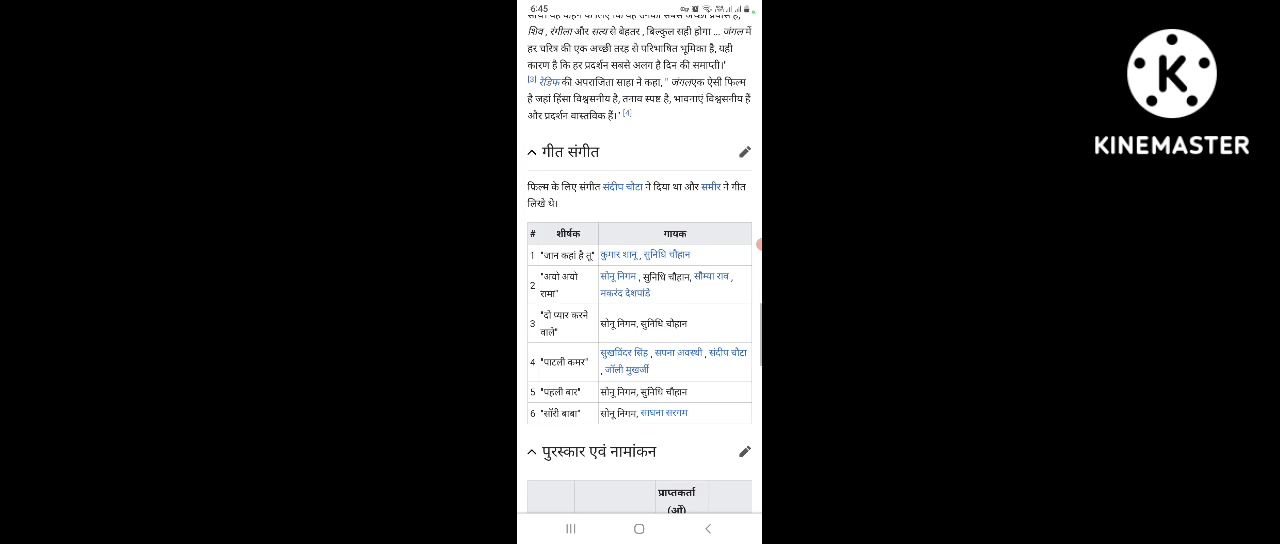 6:45
शिव , रंगीला और सत्य से बेहतर , बिल्कुल सही होगा ... जंगल में
हर चरित्र की एक अच्छी तरह से परिभाषित भूमिका है, यही
कारण है कि हर प्रदर्शन सबसे अलग है दिन की समाप्ती।'
[3] रेडिफ की अपराजिता साहा ने कहा, " जंगलएक ऐसी फिल्म
है जहां हिंसा विश्वसनीय है, तनाव स्पष्ट है, भावनाएं विश्वसनीय हैं
और प्रदर्शन वास्तविक हैं।' [4]
गीत संगीत
फिल्म के लिए संगीत संदीप चौटा ने दिया था और समीर ने गीत
लिखे थे।
# शीर्षक गायक
1 "जान कहां है तू" कुमार शानू , सुनिधि चौहान
2 "अयो अयो रामा" सोनू निगम , सुनिधि चौहान, सौम्या राव ,
मकरंद देशपांडे
3 "दो प्यार करने वाले" सोनू निगम, सुनिधि चौहान
4 "पाटली कमर" सुखविंदर सिंह , सपना अवस्थी , संदीप चौटा
, जॉली मुखर्जी
5 "पहली बार" सोनू निगम, सुनिधि चौहान
6 "सॉरी बाबा" सोनू निगम, साधना सरगम
पुरस्कार एवं नामांकन
प्राप्तकर्ता
(ओं)
K
KINEMASTER